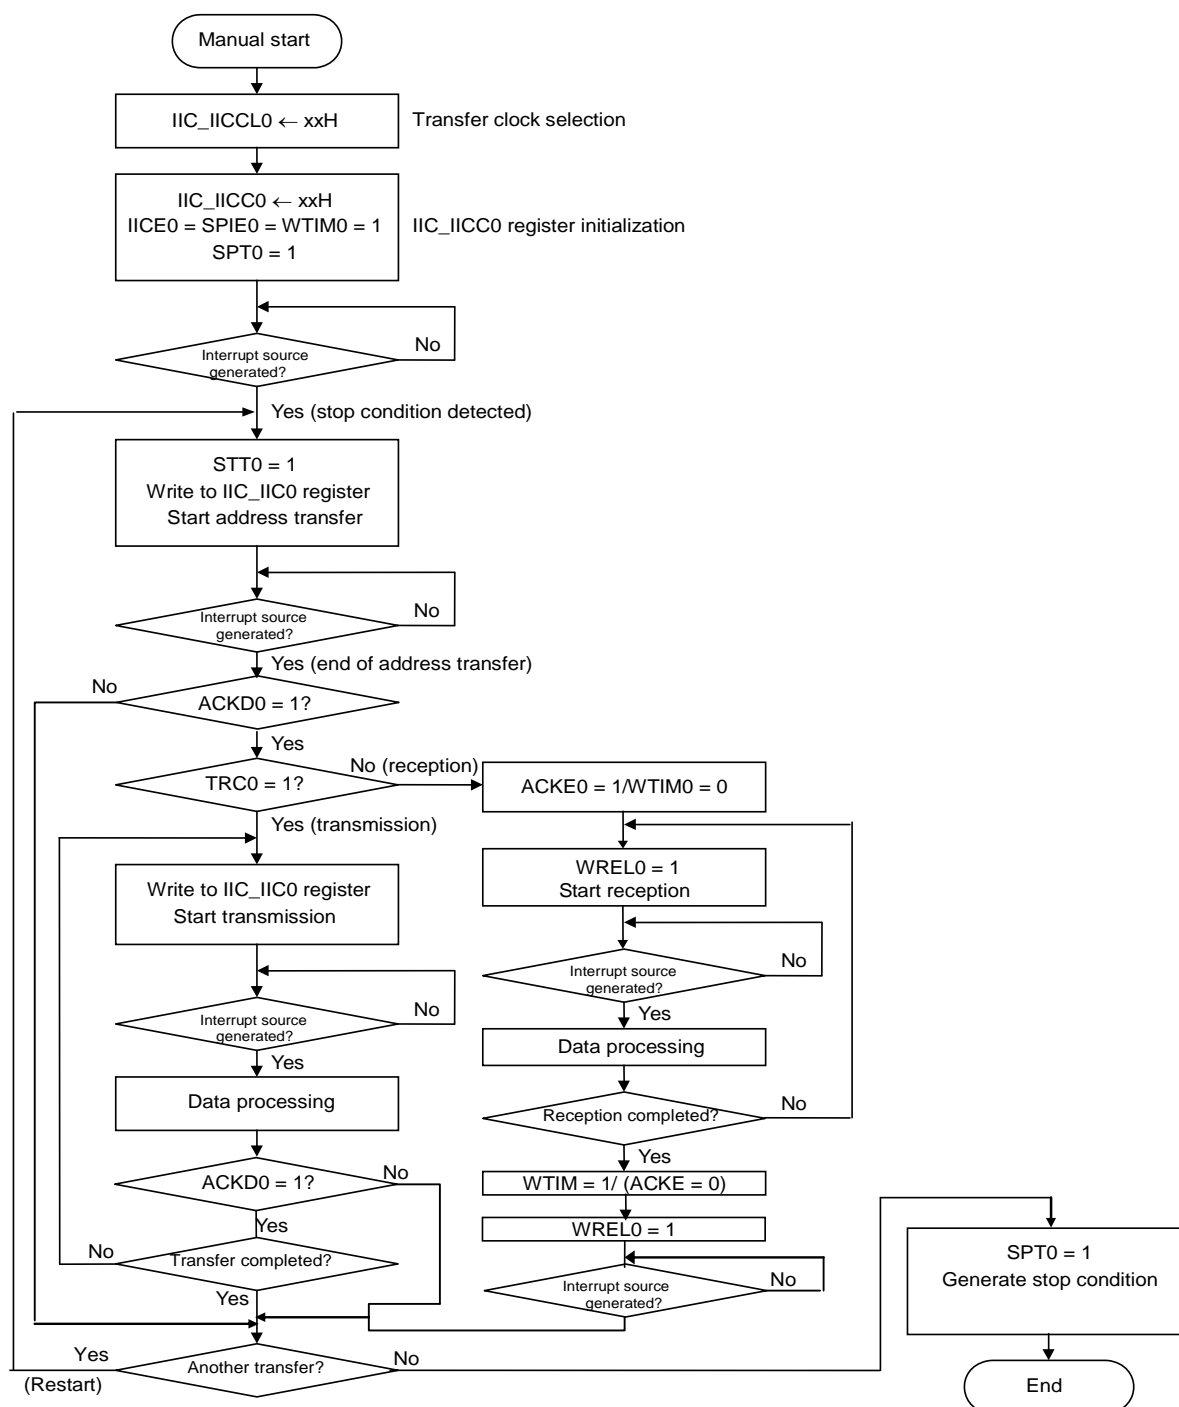 Manual start
IIC_IICCL0 ← xxH
Transfer clock selection
IIC_IICC0 ← xxH
IICE0 = SPIE0 = WTIM0 = 1
SPT0 = 1
IIC_IICC0 register initialization
No
Interrupt source
generated?
Yes (stop condition detected)
STT0 = 1
Write to IIC_IIC0 register
Start address transfer
No
Interrupt source
generated?
Yes (end of address transfer)
No
ACKD0 = 1?
Yes
No (reception)
TRC0 = 1?
ACKE0 = 1/WTIM0 = 0
Yes (transmission)
Write to IIC_IIC0 register
Start transmission
WREL0 = 1
Start reception
No
Interrupt source
generated?
No
Interrupt source
generated?
Yes
Yes
Data processing
Data processing
Reception completed?
No
ACKD0 = 1?
No
Yes
WTIM = 1/ (ACKE = 0)
Yes
WREL0 = 1
No
Transfer completed?
SPT0 = 1
Generate stop condition
Interrupt source
generated?
No
Yes
Yes
(Restart)
Another transfer?
No
End